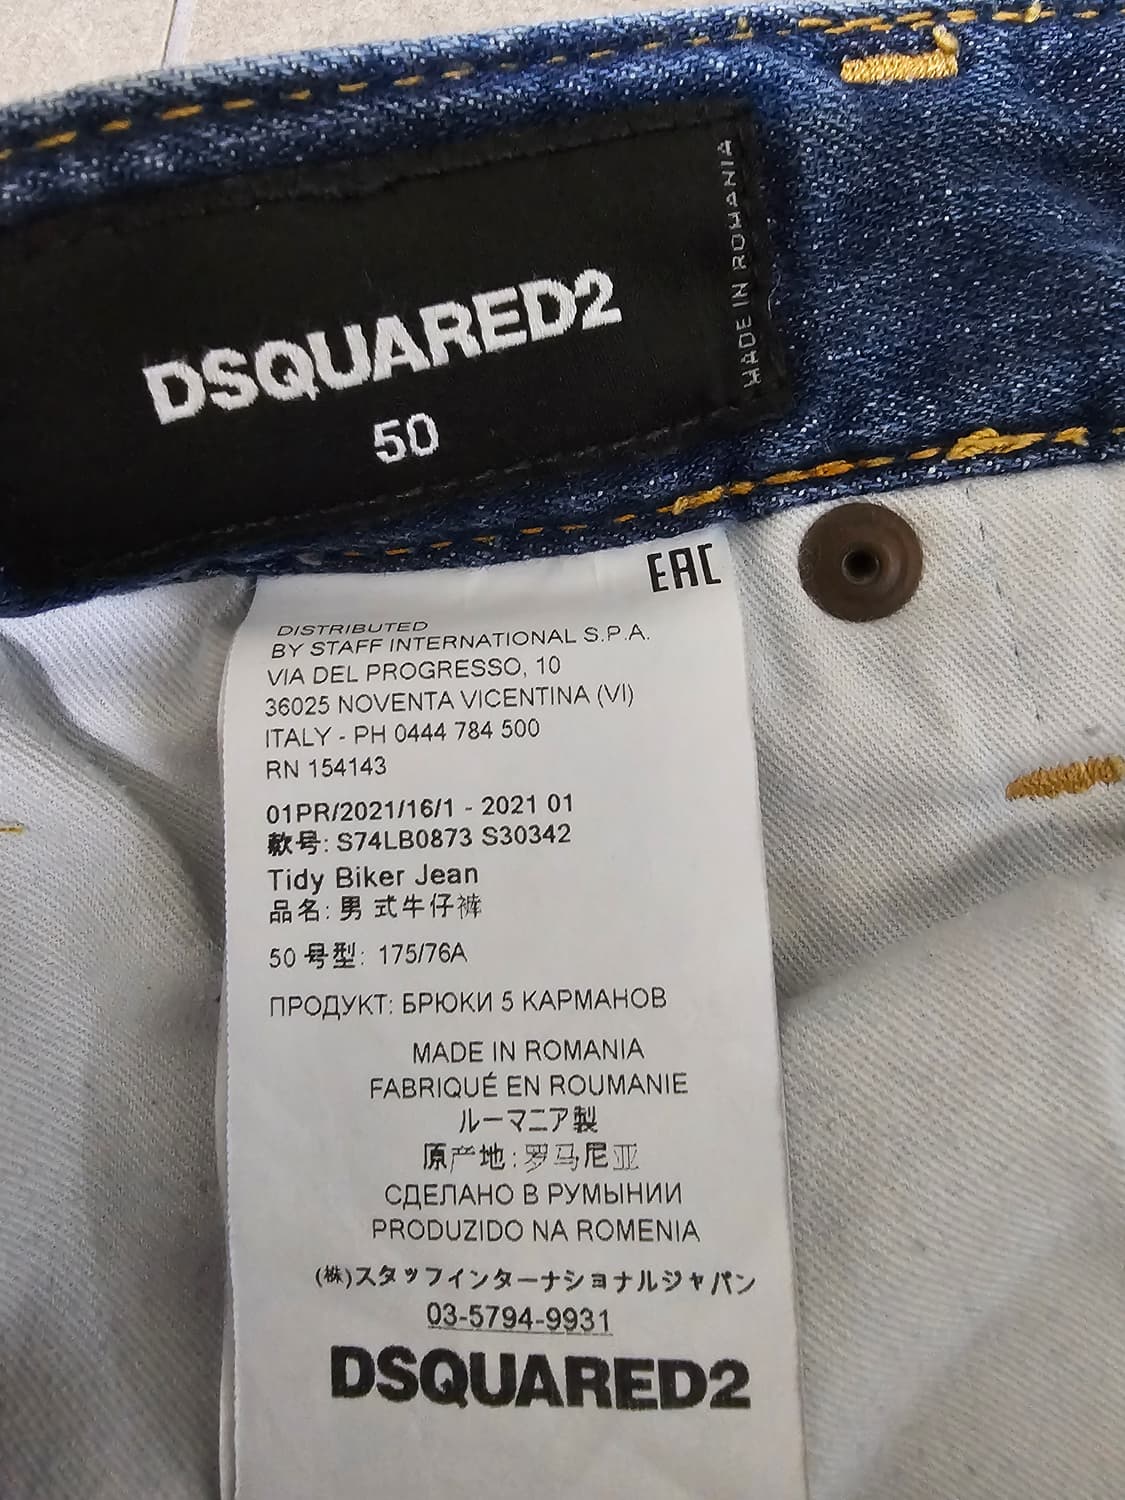 DSQUARED2
50
MADE IN ROMANIA
EAC
DISTRIBUTED
BY STAFF INTERNATIONAL S.P.A.
VIA DEL PROGRESSO, 10
36025 NOVENTA VICENTINA (VI)
ITALY - PH 0444 784 500
RN 154143
01PR/2021/16/1 - 2021 01
款号: S74LB0873 S30342
Tidy Biker Jean
品名: 男 式牛仔裤
50 号型: 175/76A
ПРОДУКТ: БРЮКИ 5 КАРМАНОВ
MADE IN ROMANIA
FABRIQUÉ EN ROUMANIE
ルーマニア製
原产地: 罗马尼亚
СДЕЛАНО В РУМЫНИИ
PRODUZIDO NA ROMENIA
(株)スタッフインターナショナルジャパン
03-5794-9931
DSQUARED2